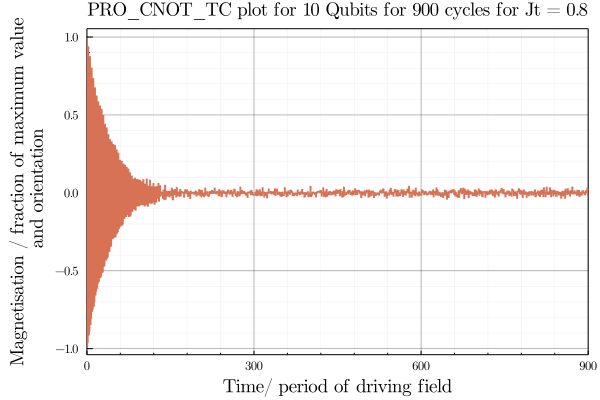 PRO_CNOT_TC plot for 10 Qubits for 900 cycles for Jt = 0.8
Magnetisation / fraction of maximum value
and orientation
1.0
0.5
0.0
−0.5
−1.0
0
300
600
900
Time/ period of driving field